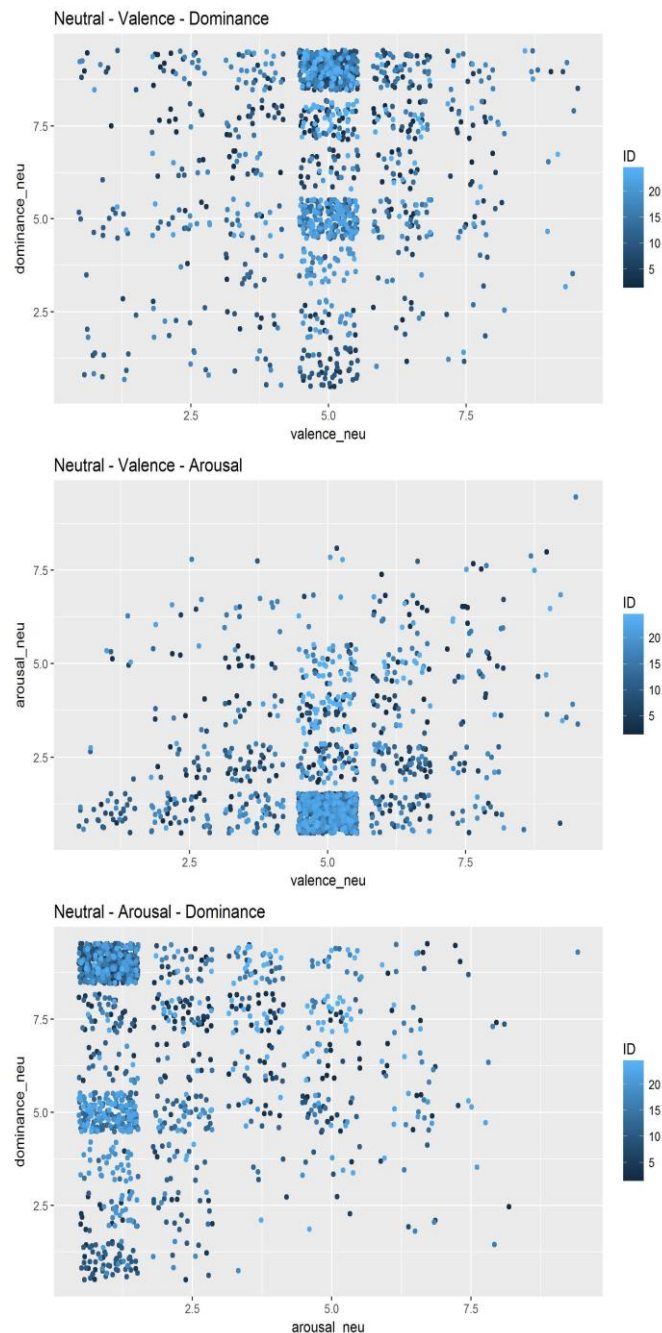 Neutral - Valence - Dominance
7.5
5.0
2.5
dominance_neu
2.5
5.0
7.5
valence_neu
ID
20
15
10
5
Neutral - Valence - Arousal
7.5
5.0
2.5
arousal_neu
2.5
5.0
7.5
valence_neu
ID
20
15
10
5
Neutral - Arousal - Dominance
7.5
5.0
2.5
dominance_neu
2.5
5.0
7.5
arousal_neu
ID
20
15
10
5